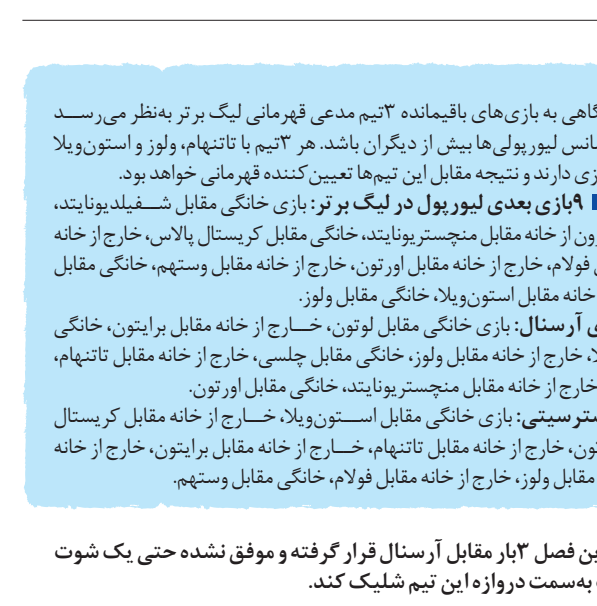 به بازی‌های باقیمانده ۳تیم مدعی قهرمانی لیگ برتر به‌نظر می‌رسد
لیورپولی‌ها بیش از دیگران باشد. هر ۳تیم با تاتنهام، ولوز و استون‌ویلا
دارند و نتیجه مقابل این تیم‌ها تعیین‌کننده قهرمانی خواهد بود.
۹بازی بعدی لیورپول در لیگ برتر: بازی خانگی مقابل شفیلدیونایتد،
از خانه مقابل منچستریونایتد، خانگی مقابل کریستال پالاس، خارج از خانه
فولام، خارج از خانه مقابل اورتون، خارج از خانه مقابل وستهم، خانگی مقابل
خانه مقابل استون‌ویلا، خانگی مقابل ولوز.
آرسنال: بازی خانگی مقابل لوتون، خارج از خانه مقابل برایتون، خانگی
خارج از خانه مقابل ولوز، خانگی مقابل چلسی، خارج از خانه مقابل تاتنهام،
خارج از خانه مقابل منچستریونایتد، خانگی مقابل اورتون.
بازی خانگی مقابل استون‌ویلا، خارج از خانه مقابل کریستال
خارج از خانه مقابل تاتنهام، خارج از خانه مقابل برایتون، خارج از خانه
مقابل ولوز، خارج از خانه مقابل فولام، خانگی مقابل وستهم.
فصل ۳بار مقابل آرسنال قرار گرفته و موفق نشده حتی یک شوت
به‌سمت دروازه این تیم شلیک کند.